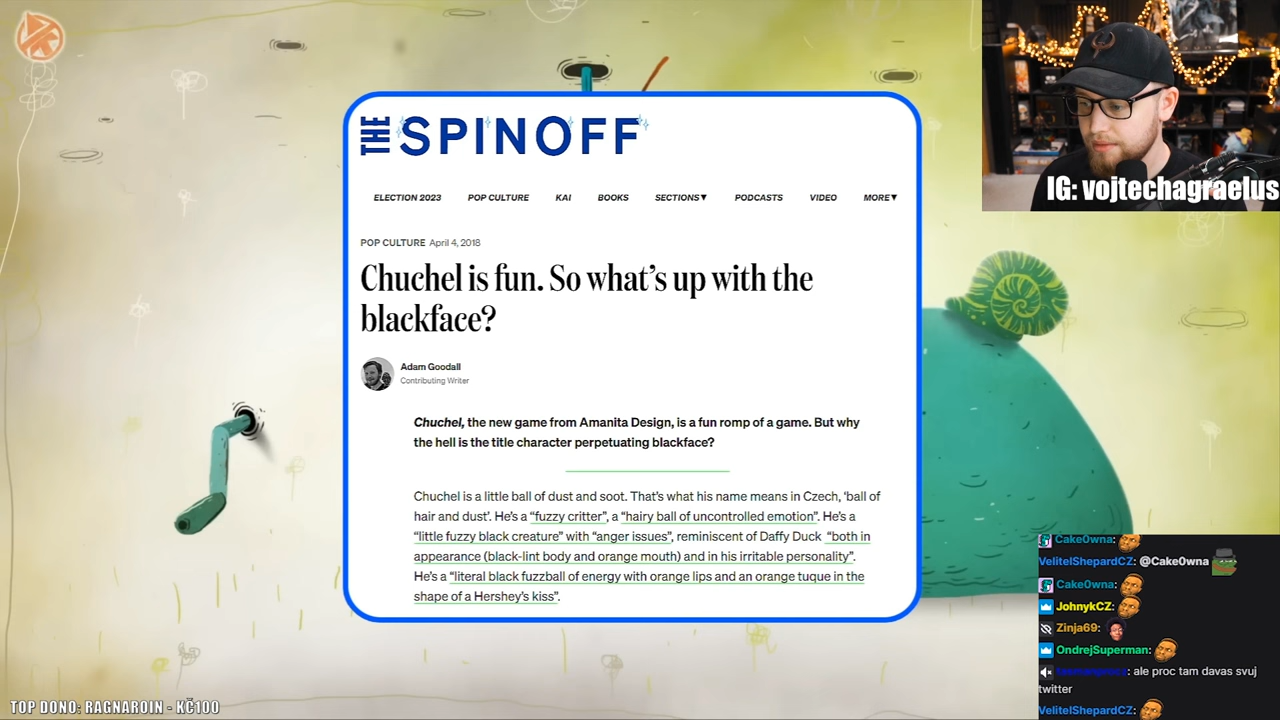 THE SPINOFF
ELECTION 2023 POP CULTURE KAI BOOKS SECTIONS▼ PODCASTS VIDEO MORE▼
POP CULTURE April 4, 2018
Chuchel is fun. So what's up with the
blackface?
Adam Goodall
Contributing Writer
Chuchel, the new game from Amanita Design, is a fun romp of a game. But why
the hell is the title character perpetuating blackface?
Chuchel is a little ball of dust and soot. That's what his name means in Czech, 'ball of
hair and dust'. He's a “fuzzy critter”, a “hairy ball of uncontrolled emotion”. He's a
“little fuzzy black creature” with “anger issues”, reminiscent of Daffy Duck “both in
appearance (black-lint body and orange mouth) and in his irritable personality”.
He's a “literal black fuzzball of energy with orange lips and an orange tuque in the
shape of a Hershey's kiss”.
IG: vojtechagraelus
Cake0wna:
VelitelShepardCZ: @Cake0wna
Cake0wna:
JohnykCZ:
Zinja69:
OndrejSuperman:
: ale proc tam davas svuj
twitter
VelitelShepardCZ:
TOP DONO: RAGNAROIN - KČ100